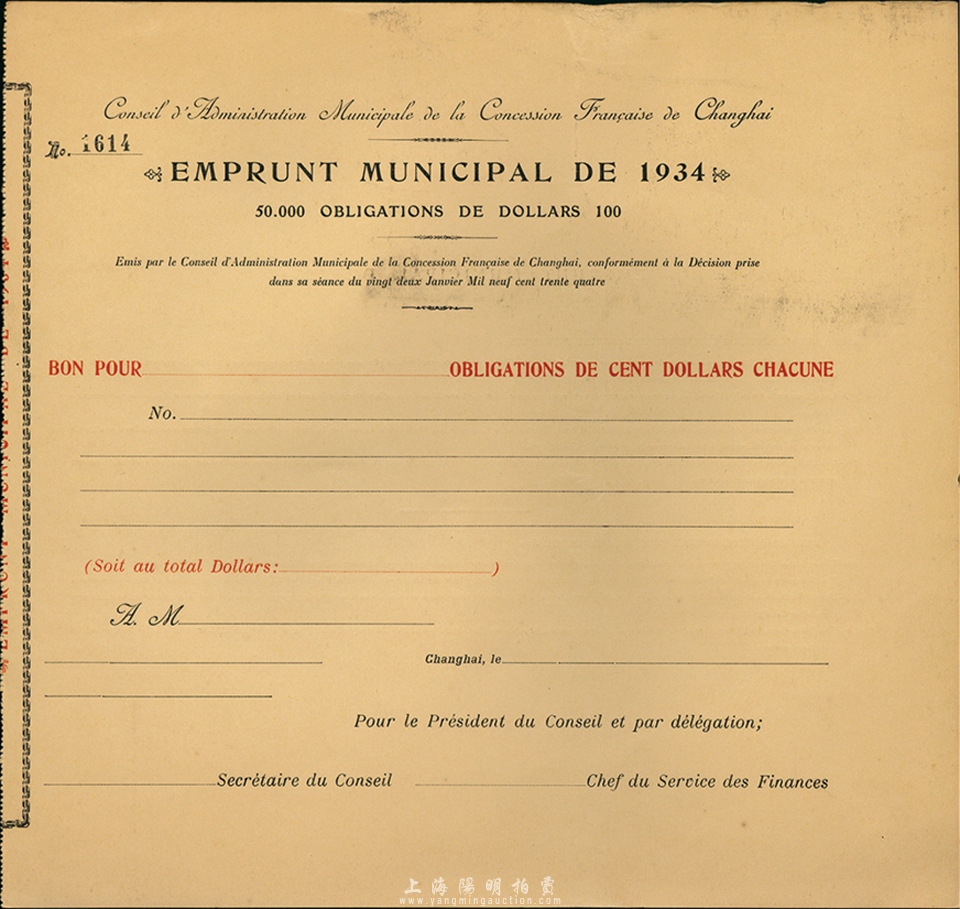 Conseil d'Administration Municipale de la Concession Française de Changhai
No. 1614
EMPRUNT MUNICIPAL DE 1934
50.000 OBLIGATIONS DE DOLLARS 100
Emis par le Conseil d'Administration Municipale de la Concession Française de Changhai, conformément à la Décision prise
dans sa séance du vingt deux Janvier Mil neuf cent trente quatre
BON POUR OBLIGATIONS DE CENT DOLLARS CHACUNE
No.
(Soit au total Dollars: )
A. M
Changhai, le
Pour le Président du Conseil et par délégation;
Secrétaire du Conseil Chef du Service des Finances
EMPRUNT MUNICIPAL DE 1934
上海陽明拍賣
www.yangmingauction.com